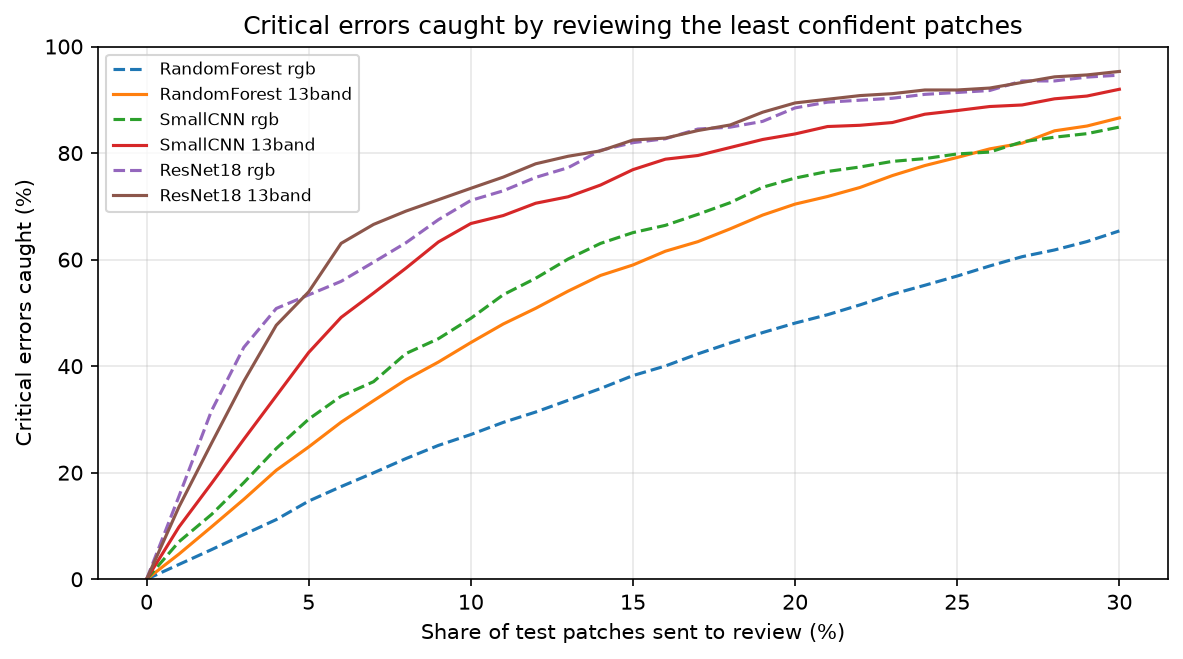 Critical errors caught by reviewing the least confident patches
Critical errors caught (%)
100
80
60
40
20
0
RandomForest rgb
RandomForest 13band
SmallCNN rgb
SmallCNN 13band
ResNet18 rgb
ResNet18 13band
0 5 10 15 20 25 30
Share of test patches sent to review (%)